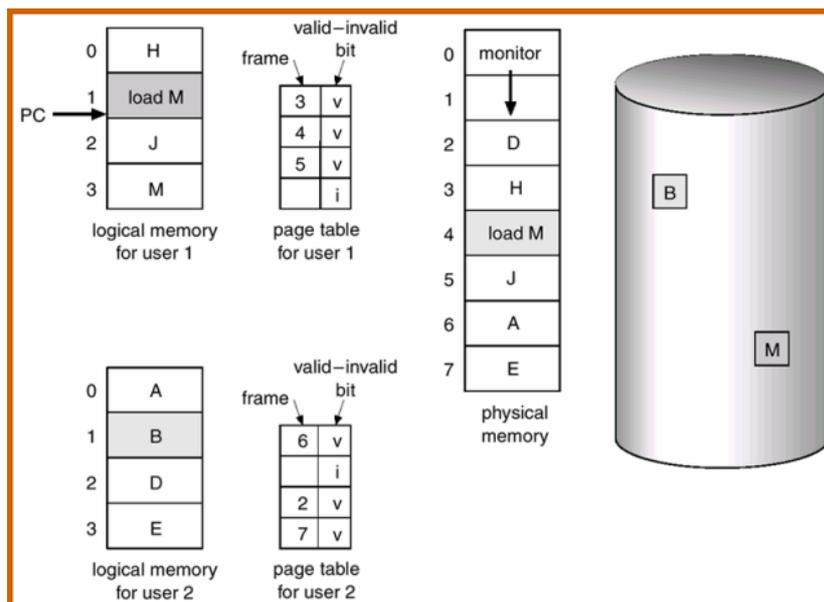 0 H
1 load M
PC
2 J
3 M
logical memory
for user 1
valid–invalid
frame bit
3 v
4 v
5 v
i
page table
for user 1
0 monitor
1
2 D
3 H
4 load M
5 J
6 A
7 E
physical
memory
B
M
0 A
1 B
2 D
3 E
logical memory
for user 2
valid–invalid
frame bit
6 v
i
2 v
7 v
page table
for user 2